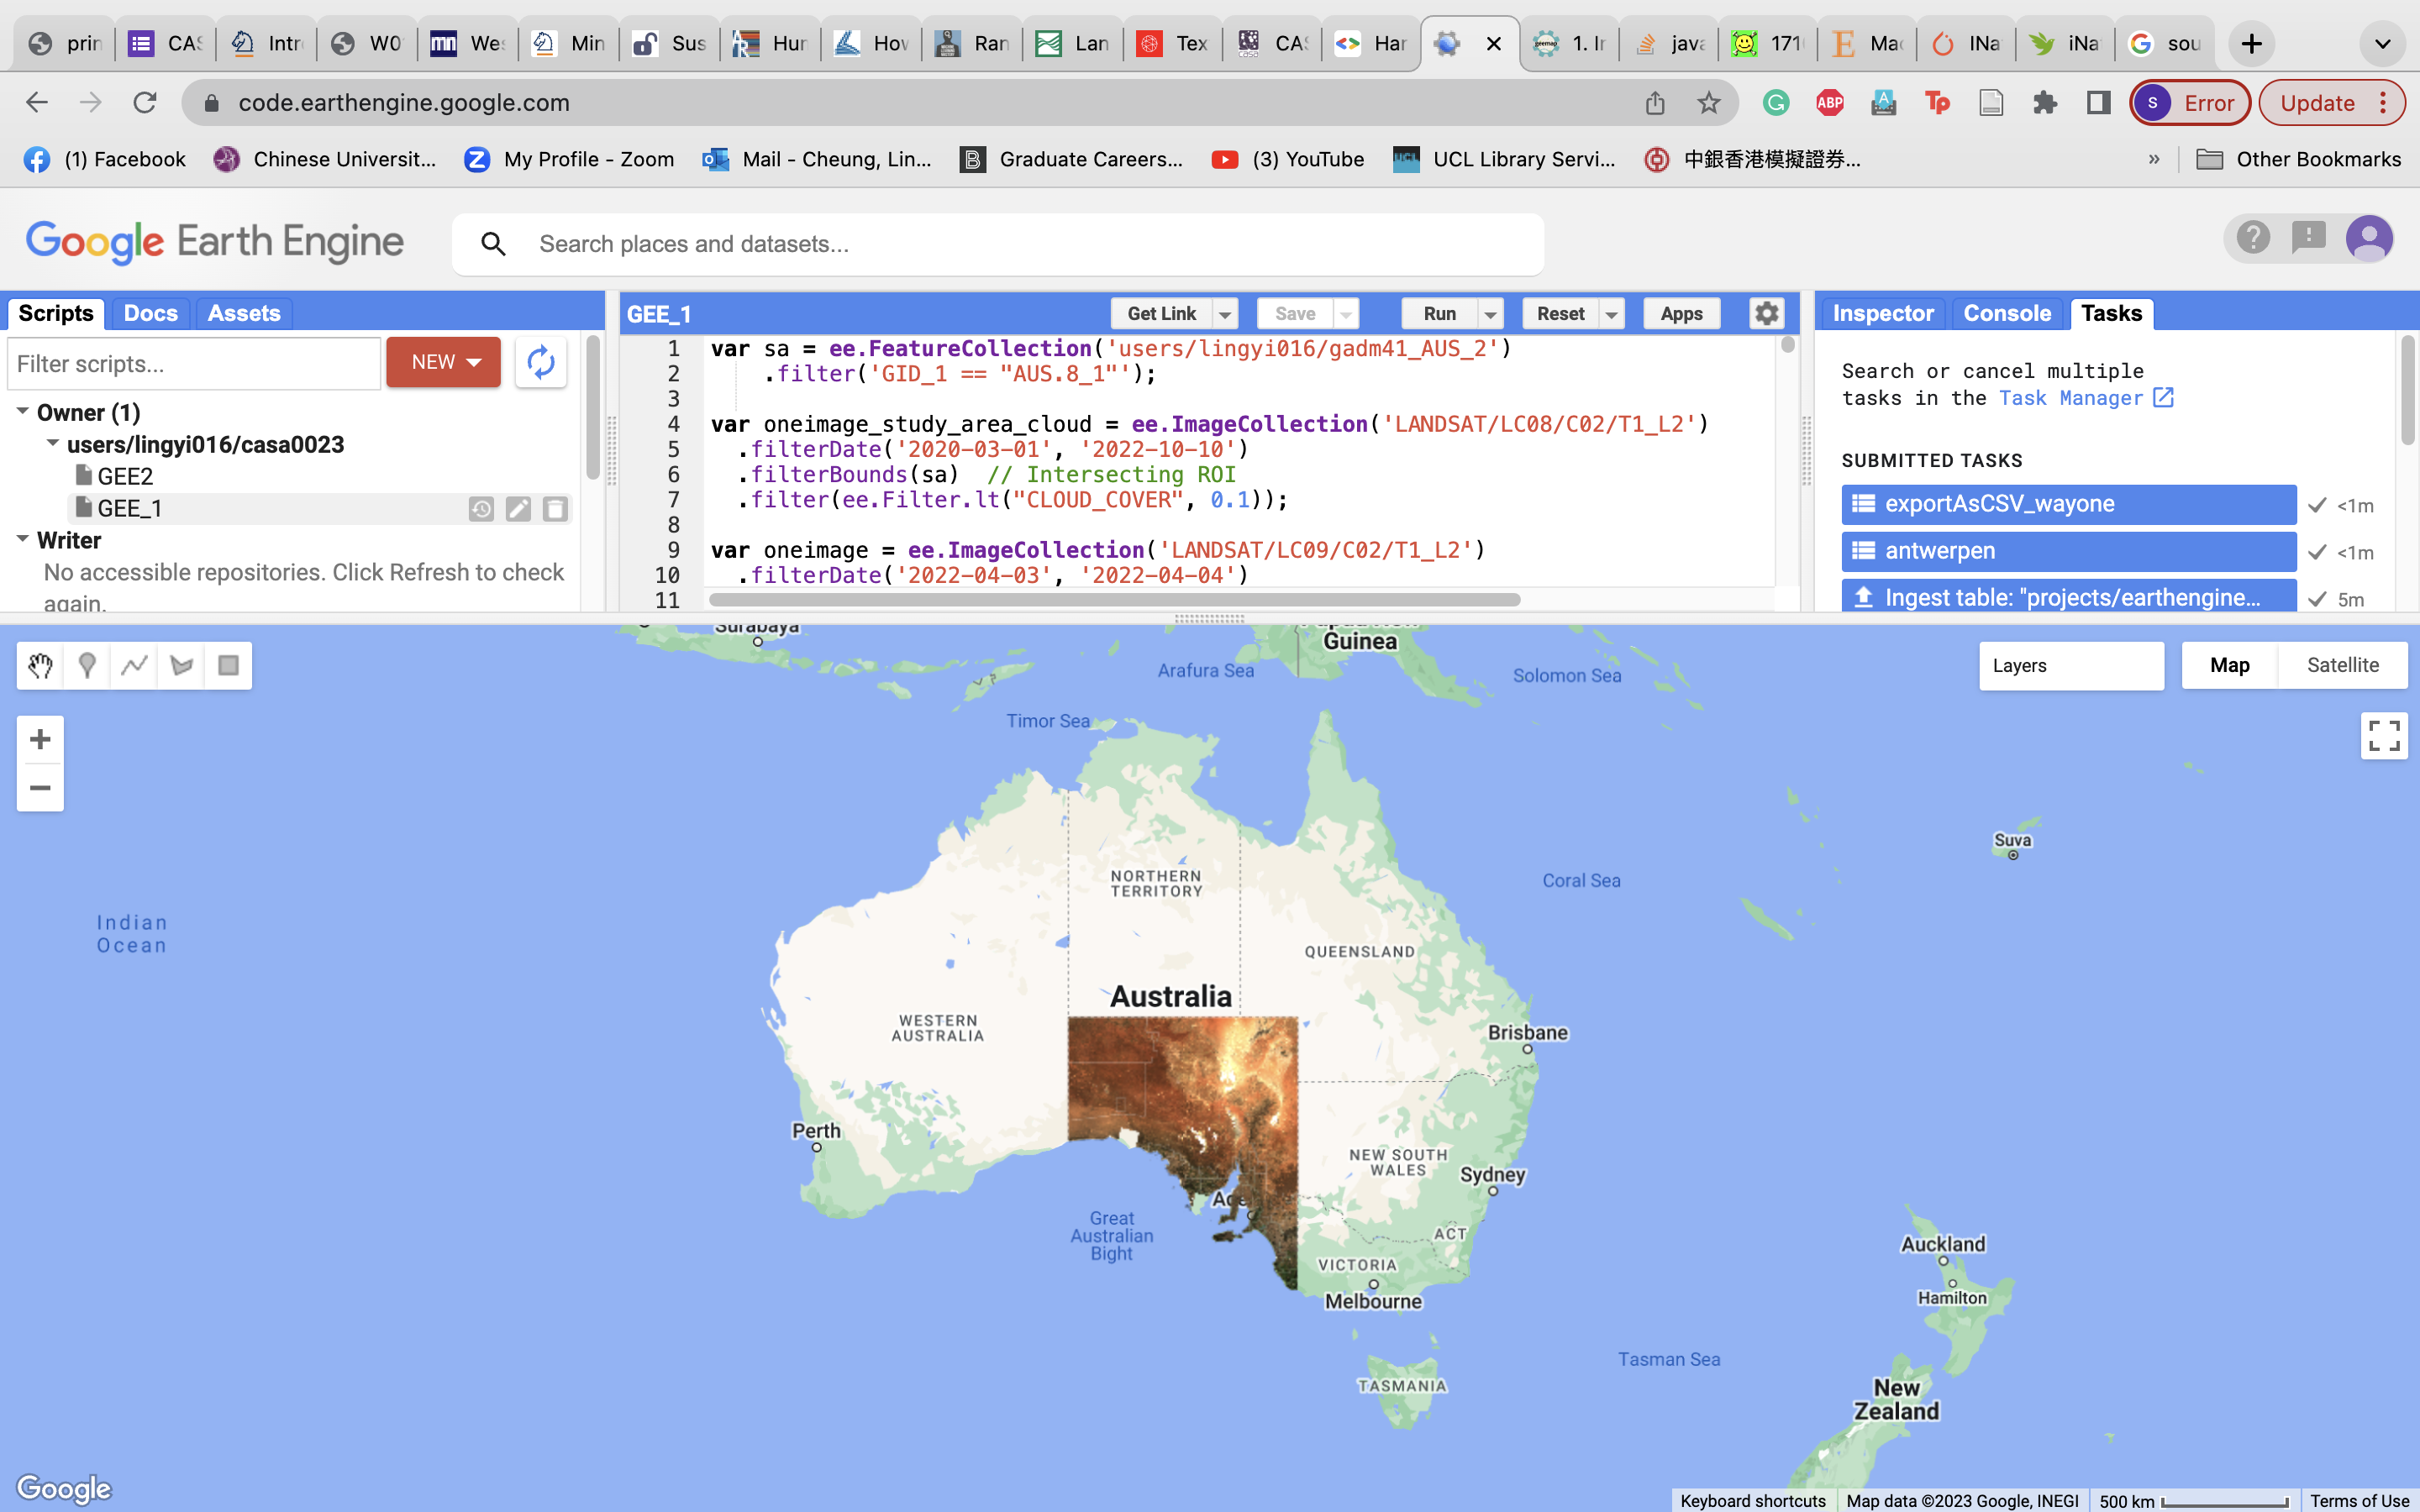 prin
CAS
Intr
W0
mn Wes
Min
Sus
Hur
How
Ran
Lan
Tex
CAS
Har
1. Ir
java
171
E Mac
INa
iNa
G sou
code.earthengine.google.com
ABP
Tp
S Error
Update
(1) Facebook
Chinese Universit...
My Profile - Zoom
Mail - Cheung, Lin...
B Graduate Careers...
(3) YouTube
UCL Library Servi...
中銀香港模擬證券...
»
Other Bookmarks
Google Earth Engine
Search places and datasets...
Scripts Docs Assets
Filter scripts...
NEW
Owner (1)
users/lingyi016/casa0023
GEE2
GEE_1
Writer
No accessible repositories. Click Refresh to check
again.
GEE_1
Get Link
Save
Run
Reset
Apps
1 var sa = ee.FeatureCollection('users/lingyi016/gadm41_AUS_2')
2 .filter('GID_1 == "AUS.8_1"');
3
4 var oneimage_study_area_cloud = ee.ImageCollection('LANDSAT/LC08/C02/T1_L2')
5 .filterDate('2020-03-01', '2022-10-10')
6 .filterBounds(sa) // Intersecting ROI
7 .filter(ee.Filter.lt("CLOUD_COVER", 0.1));
8
9 var oneimage = ee.ImageCollection('LANDSAT/LC09/C02/T1_L2')
10 .filterDate('2022-04-03', '2022-04-04')
11
Inspector Console Tasks
Search or cancel multiple
tasks in the Task Manager
SUBMITTED TASKS
exportAsCSV_wayone <1m
antwerpen <1m
Ingest table: "projects/earthengine... 5m
Layers
Map Satellite
Surabaya
Guinea
Arafura Sea
Solomon Sea
Timor Sea
Suva
Coral Sea
Indian
Ocean
NORTHERN
TERRITORY
QUEENSLAND
Australia
WESTERN
AUSTRALIA
Brisbane
Perth
NEW SOUTH
WALES
Sydney
Ade
Great
Australian
Bight
ACT
VICTORIA
Melbourne
Auckland
Hamilton
Tasman Sea
TASMANIA
New
Zealand
Google
Keyboard shortcuts
Map data ©2023 Google, INEGI
500 km
Terms of Use